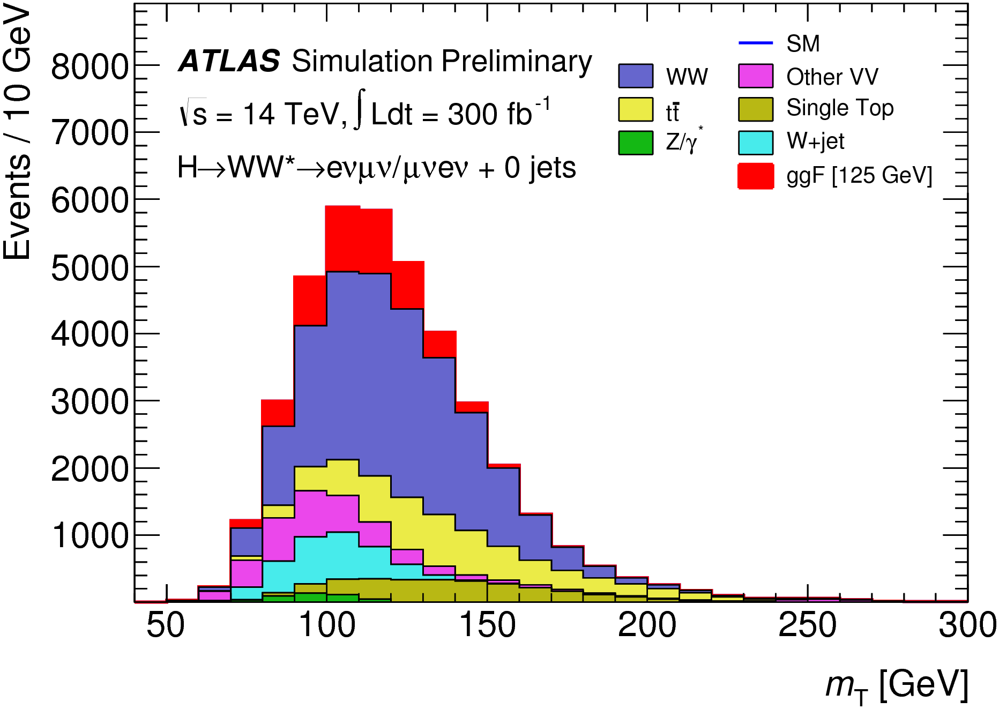 Events / 10 GeV
8000
7000
6000
5000
4000
3000
2000
1000
ATLAS Simulation Preliminary
√s = 14 TeV, ∫ Ldt = 300 fb⁻¹
H→WW*→eνμν/μνeν + 0 jets
WW
tt̄
Z/γ*
SM
Other VV
Single Top
W+jet
ggF [125 GeV]
50 100 150 200 250 300
mT [GeV]